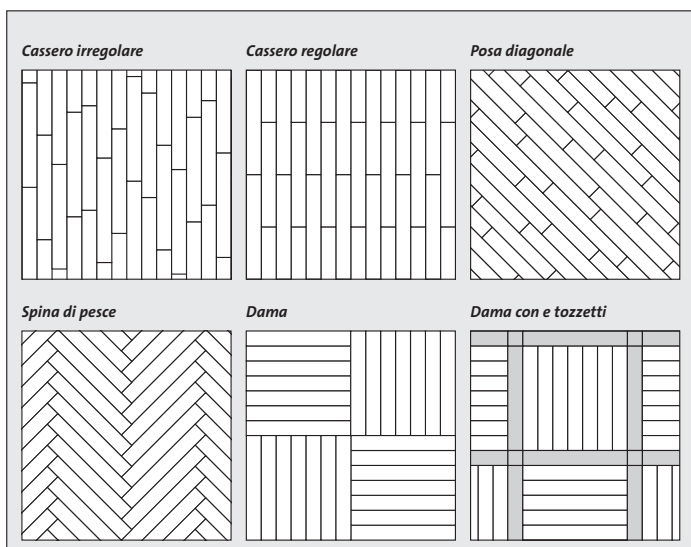 Cassero irregolare
Cassero regolare
Posa diagonale
Spina di pesce
Dama
Dama con e tozzetti